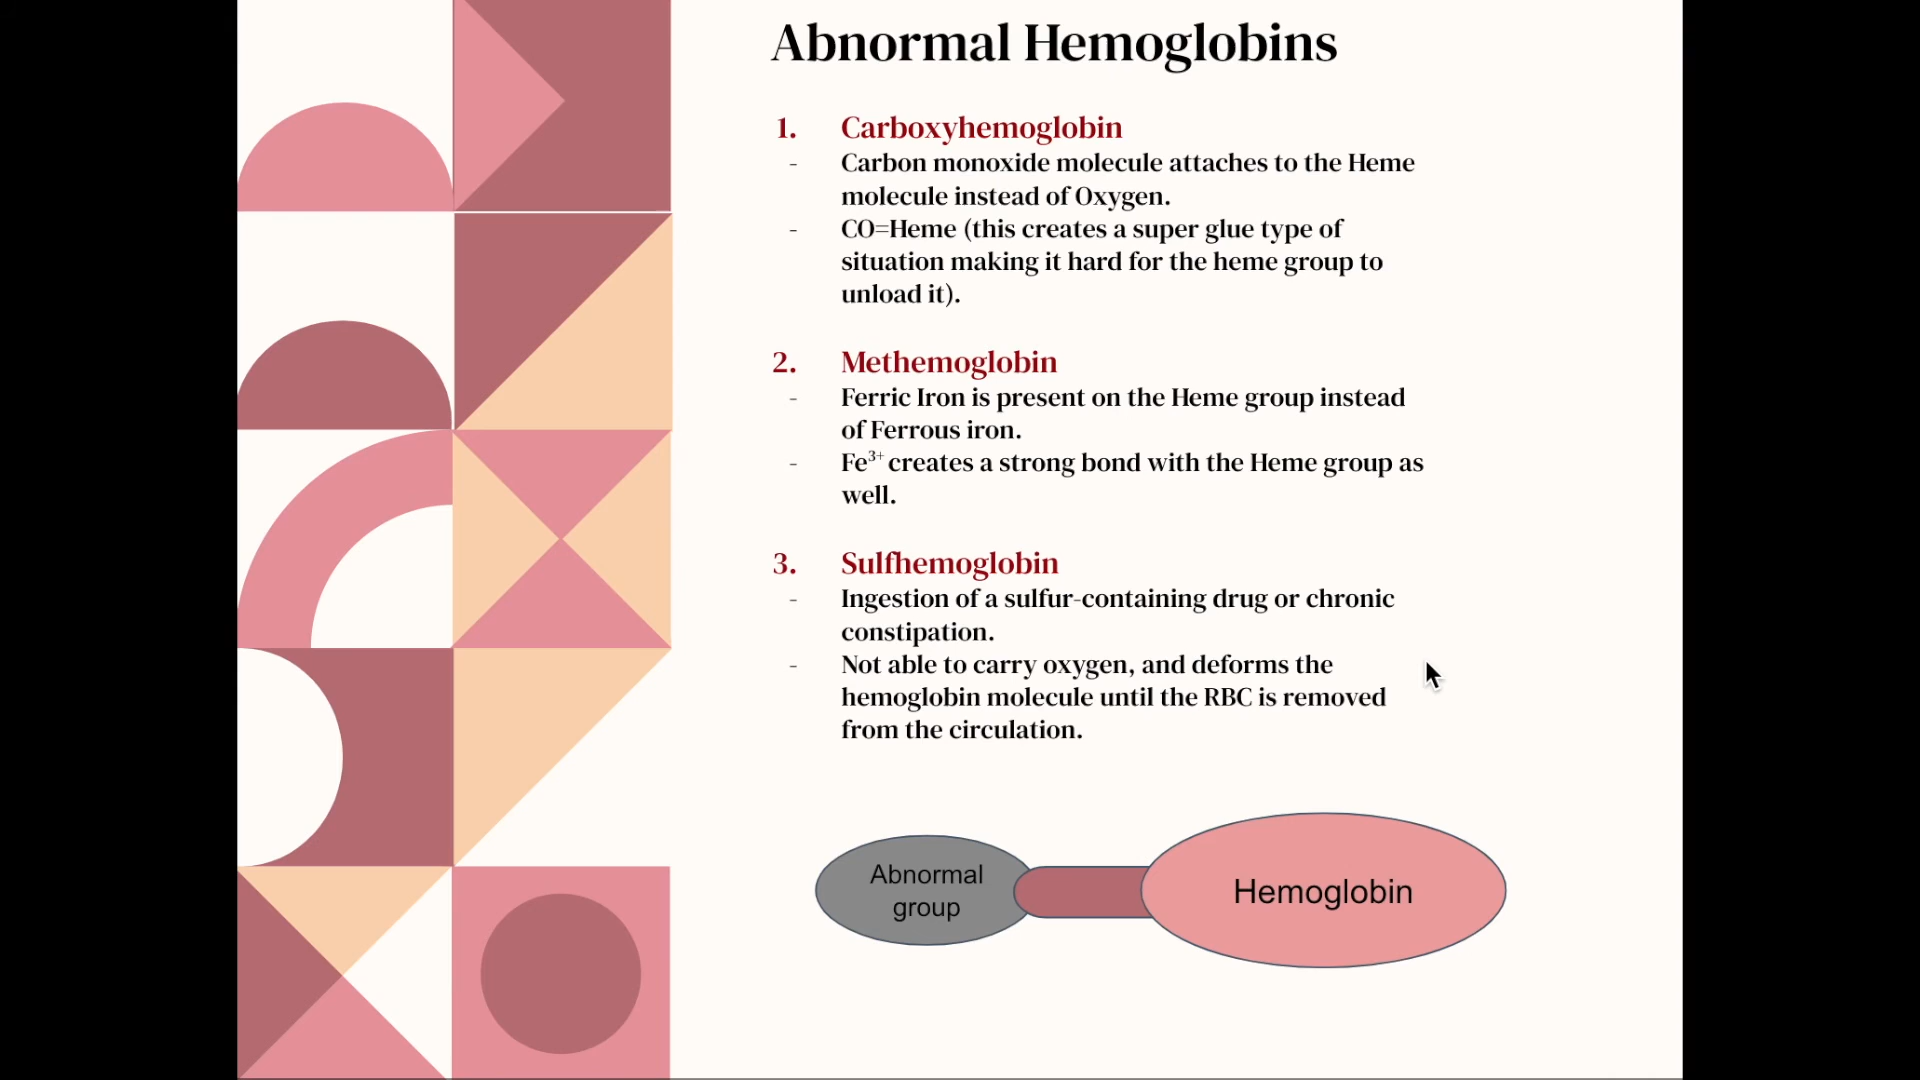 Abnormal Hemoglobins
1. Carboxyhemoglobin
- Carbon monoxide molecule attaches to the Heme
molecule instead of Oxygen.
- CO=Heme (this creates a super glue type of
situation making it hard for the heme group to
unload it).
2. Methemoglobin
- Ferric Iron is present on the Heme group instead
of Ferrous iron.
- Fe³⁺ creates a strong bond with the Heme group as
well.
3. Sulfhemoglobin
- Ingestion of a sulfur-containing drug or chronic
constipation.
- Not able to carry oxygen, and deforms the
hemoglobin molecule until the RBC is removed
from the circulation.
Abnormal
group
Hemoglobin